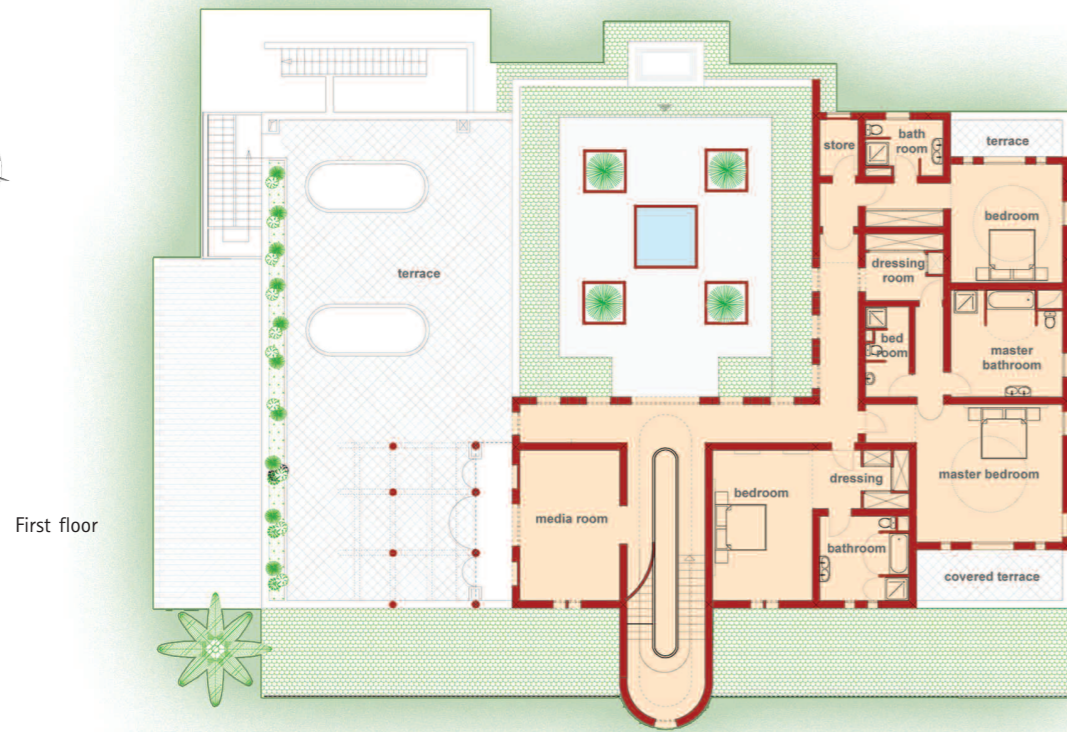 store
bath
room
terrace
bedroom
terrace
dressing
room
bed
room
master
bathroom
bedroom
dressing
master bedroom
media room
First floor
bathroom
covered terrace